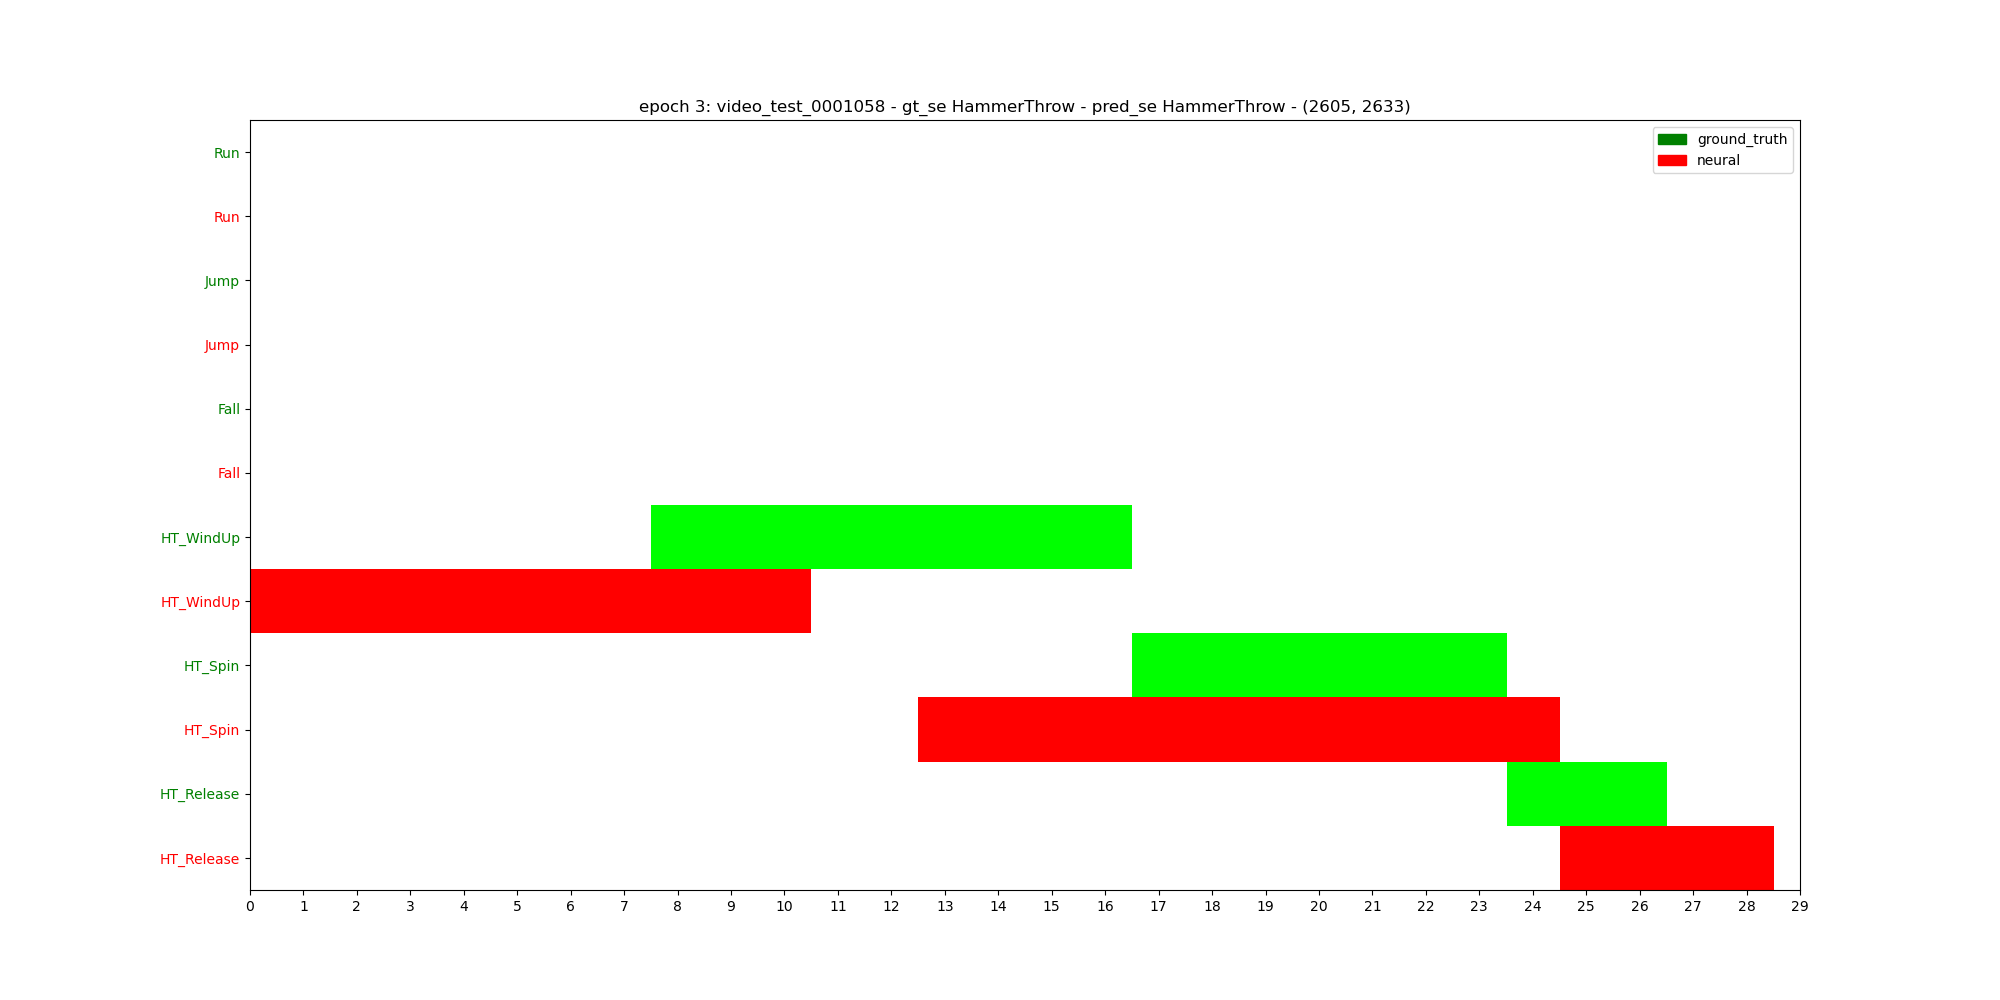 epoch 3: video_test_0001058 - gt_se HammerThrow - pred_se HammerThrow - (2605, 2633)
ground_truth
neural
Run
Run
Jump
Jump
Fall
Fall
HT_WindUp
HT_WindUp
HT_Spin
HT_Spin
HT_Release
HT_Release
0 1 2 3 4 5 6 7 8 9 10 11 12 13 14 15 16 17 18 19 20 21 22 23 24 25 26 27 28 29